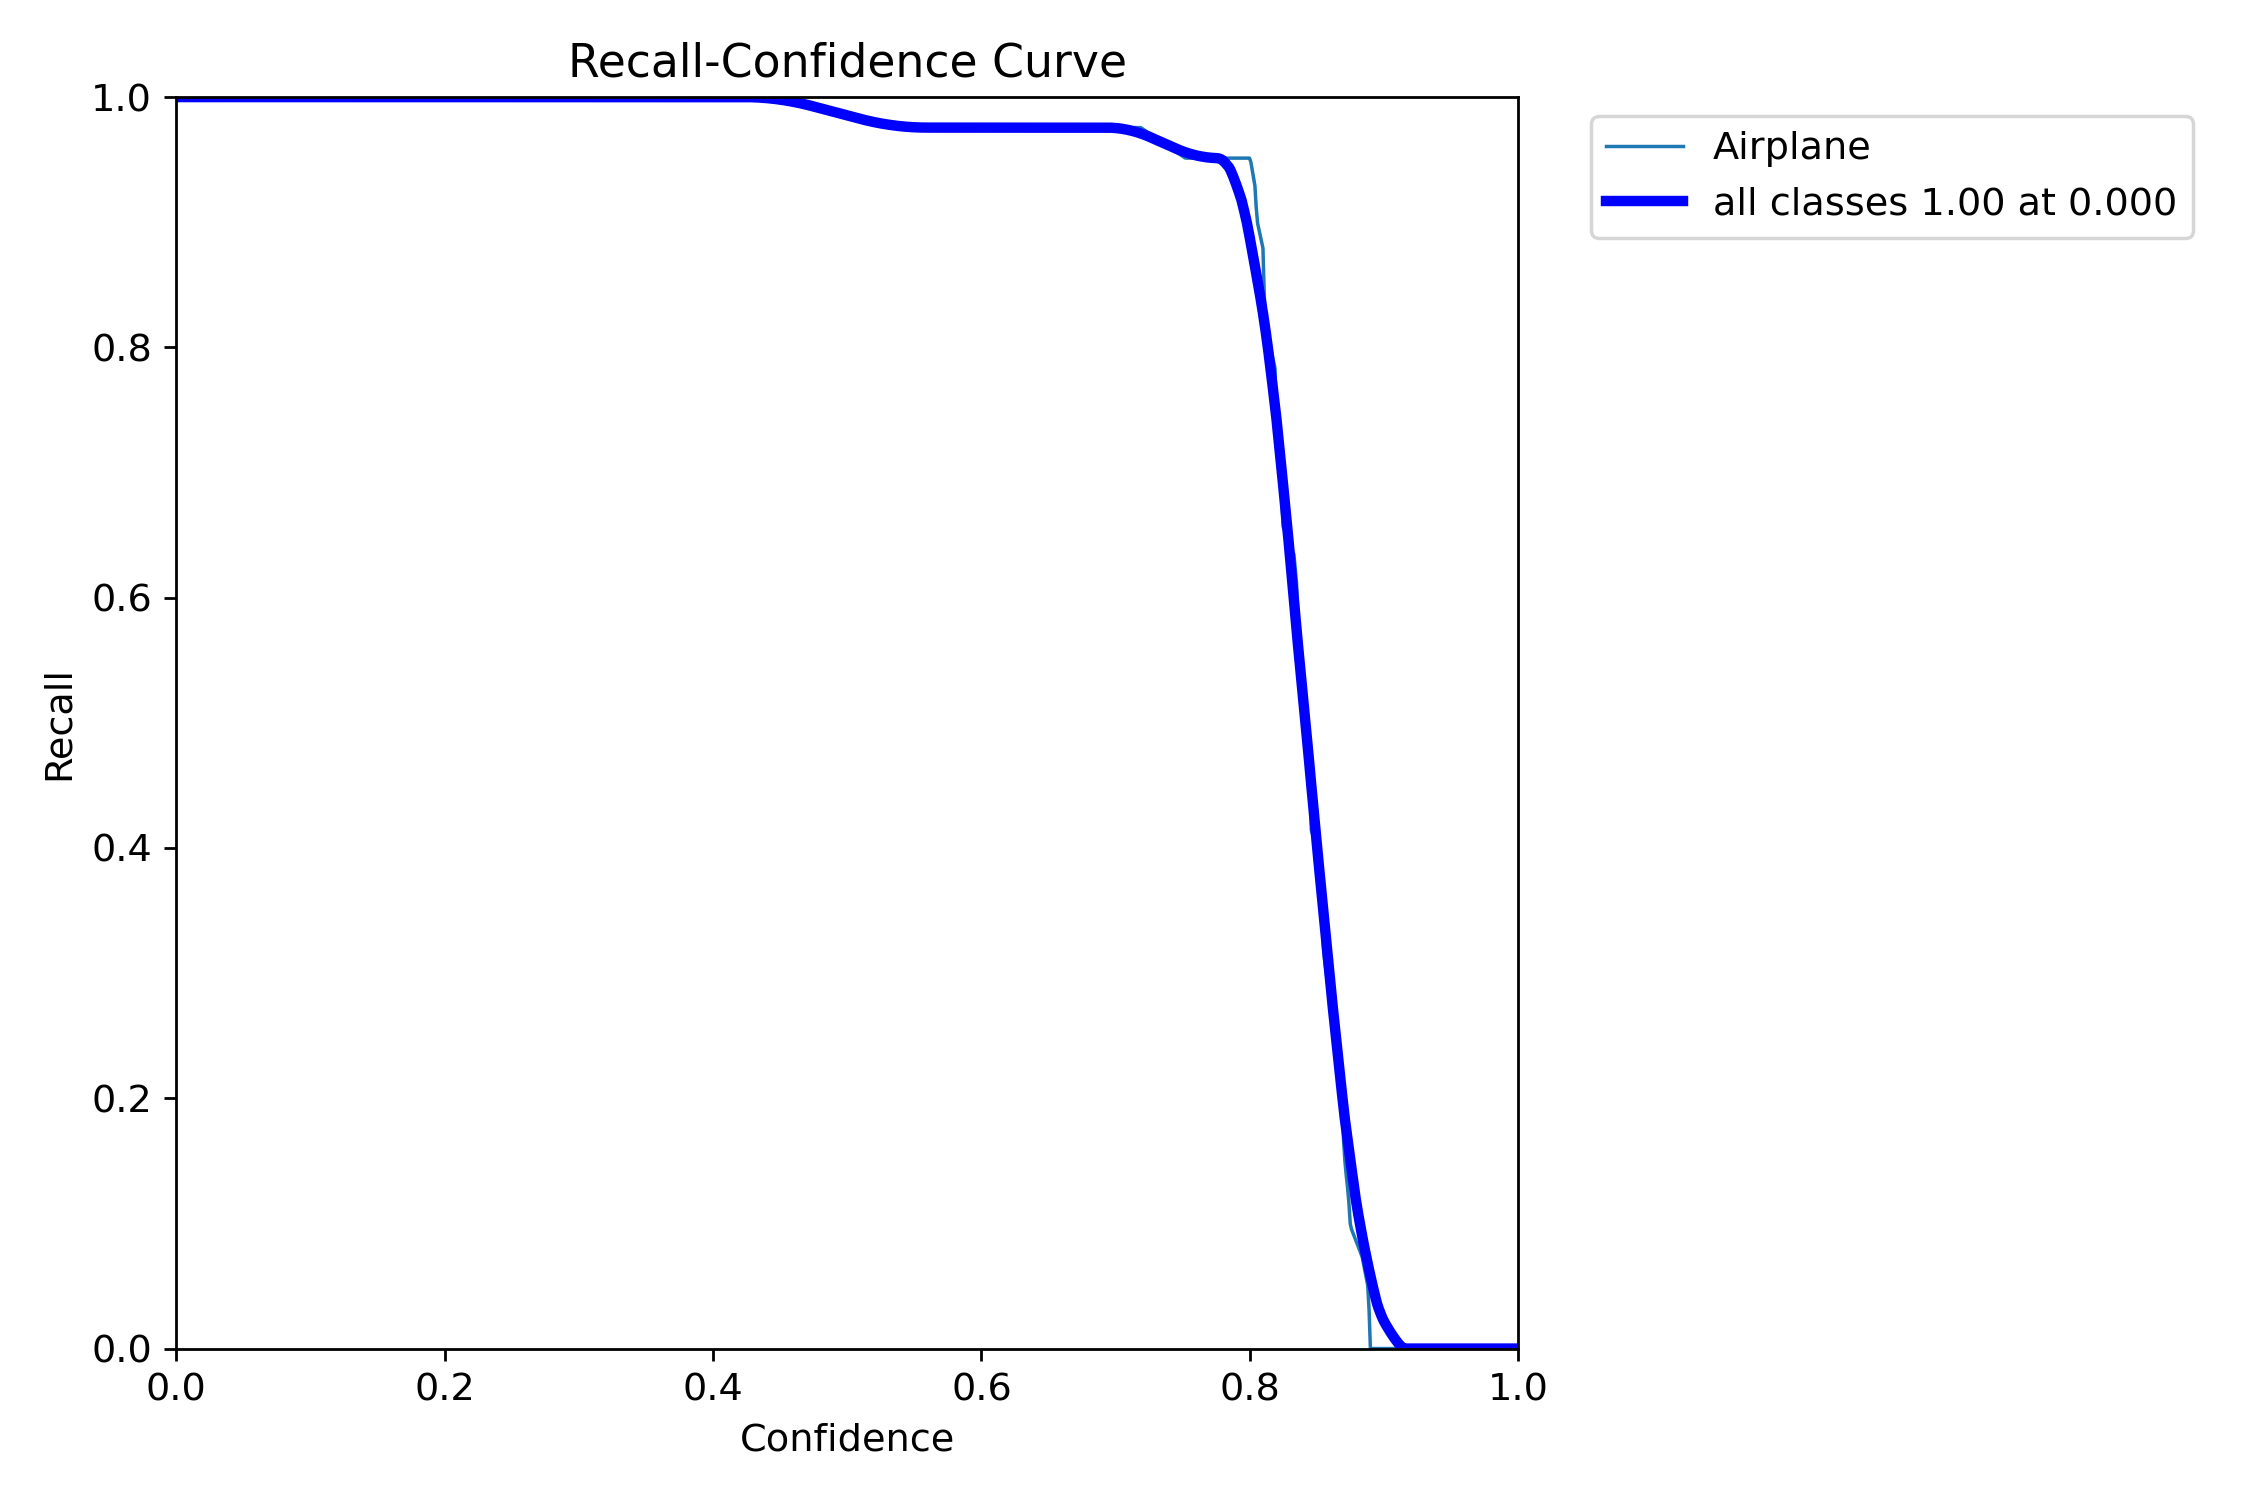 Recall-Confidence Curve
1.0
0.8
0.6
0.4
0.2
0.0
Recall
0.0 0.2 0.4 0.6 0.8 1.0
Confidence
Airplane
all classes 1.00 at 0.000